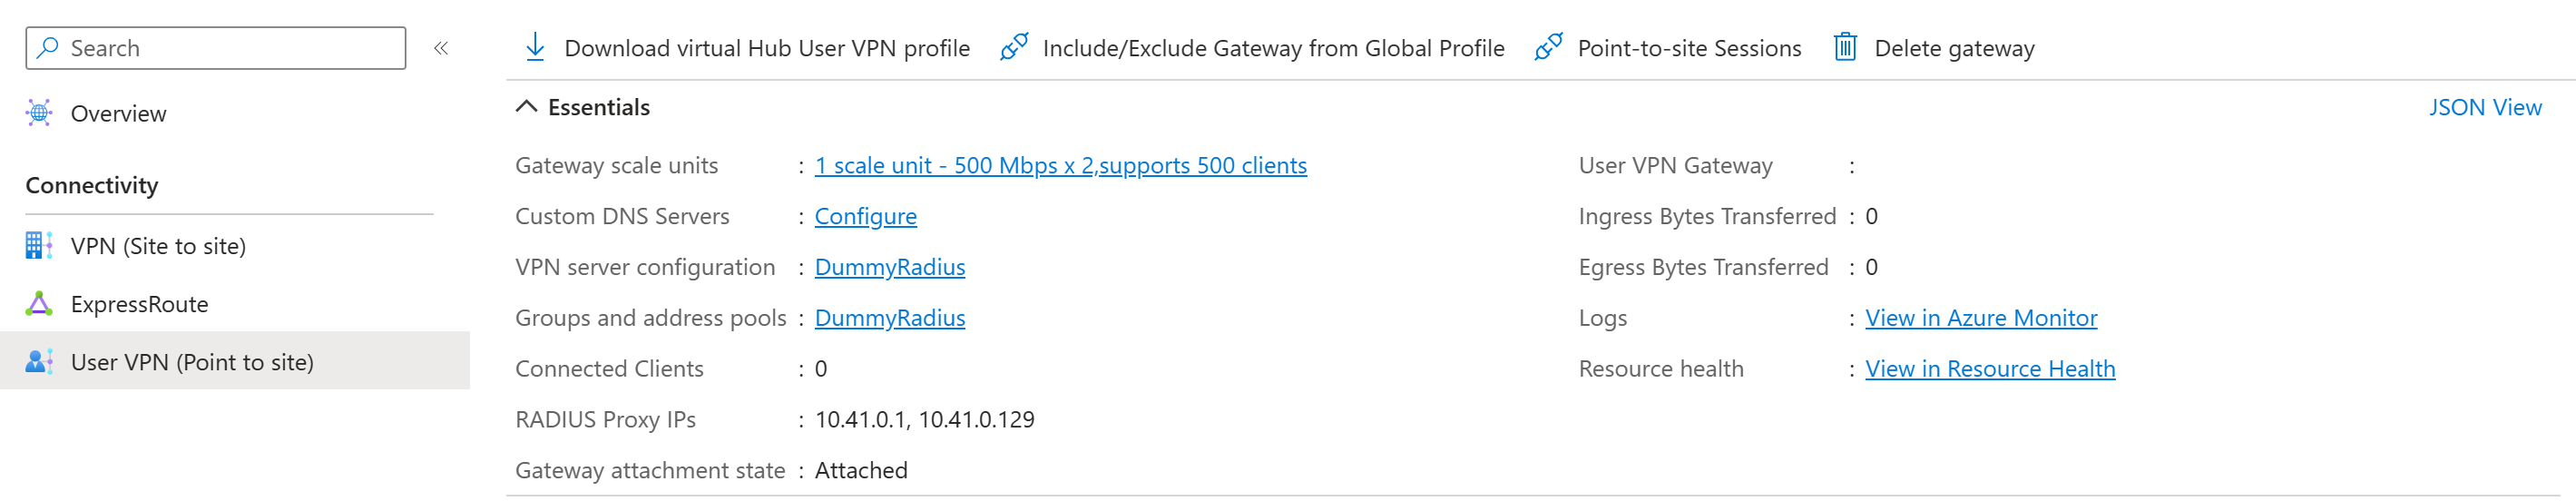 Search
Overview
Connectivity
VPN (Site to site)
ExpressRoute
User VPN (Point to site)
Download virtual Hub User VPN profile
Include/Exclude Gateway from Global Profile
Point-to-site Sessions
Delete gateway
Essentials
JSON View
Gateway scale units : 1 scale unit - 500 Mbps x 2,supports 500 clients
Custom DNS Servers : Configure
VPN server configuration : DummyRadius
Groups and address pools : DummyRadius
Connected Clients : 0
RADIUS Proxy IPs : 10.41.0.1, 10.41.0.129
Gateway attachment state : Attached
User VPN Gateway :
Ingress Bytes Transferred : 0
Egress Bytes Transferred : 0
Logs : View in Azure Monitor
Resource health : View in Resource Health